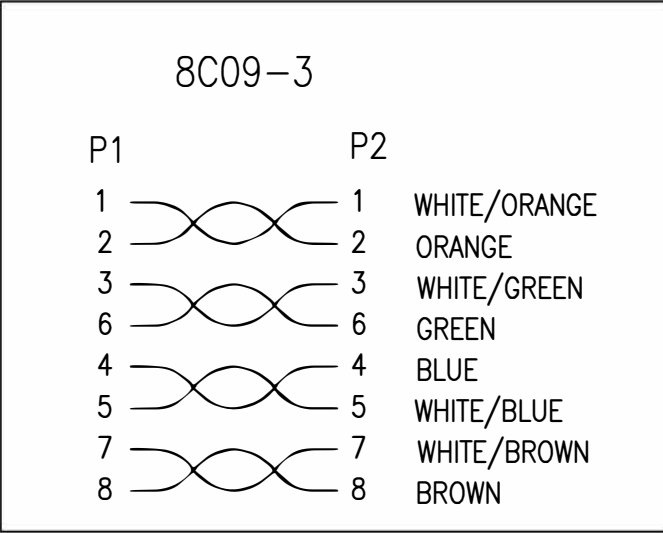 8C09-3
P1 P2
1 1 WHITE/ORANGE
2 2 ORANGE
3 3 WHITE/GREEN
6 6 GREEN
4 4 BLUE
5 5 WHITE/BLUE
7 7 WHITE/BROWN
8 8 BROWN